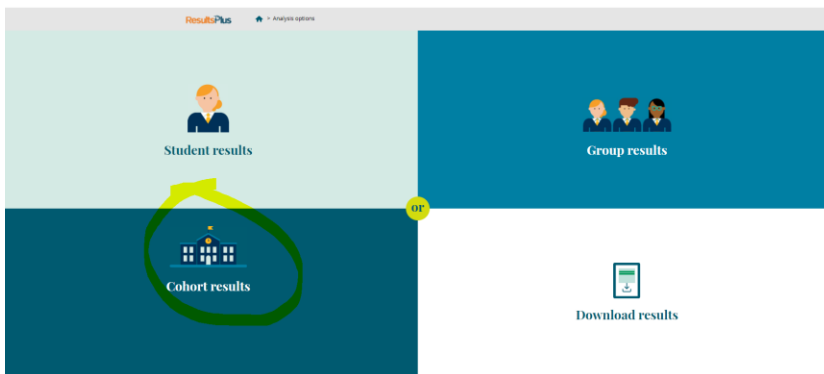 ResultsPlus > Analysis options
Student results
Group results
or
Cohort results
Download results